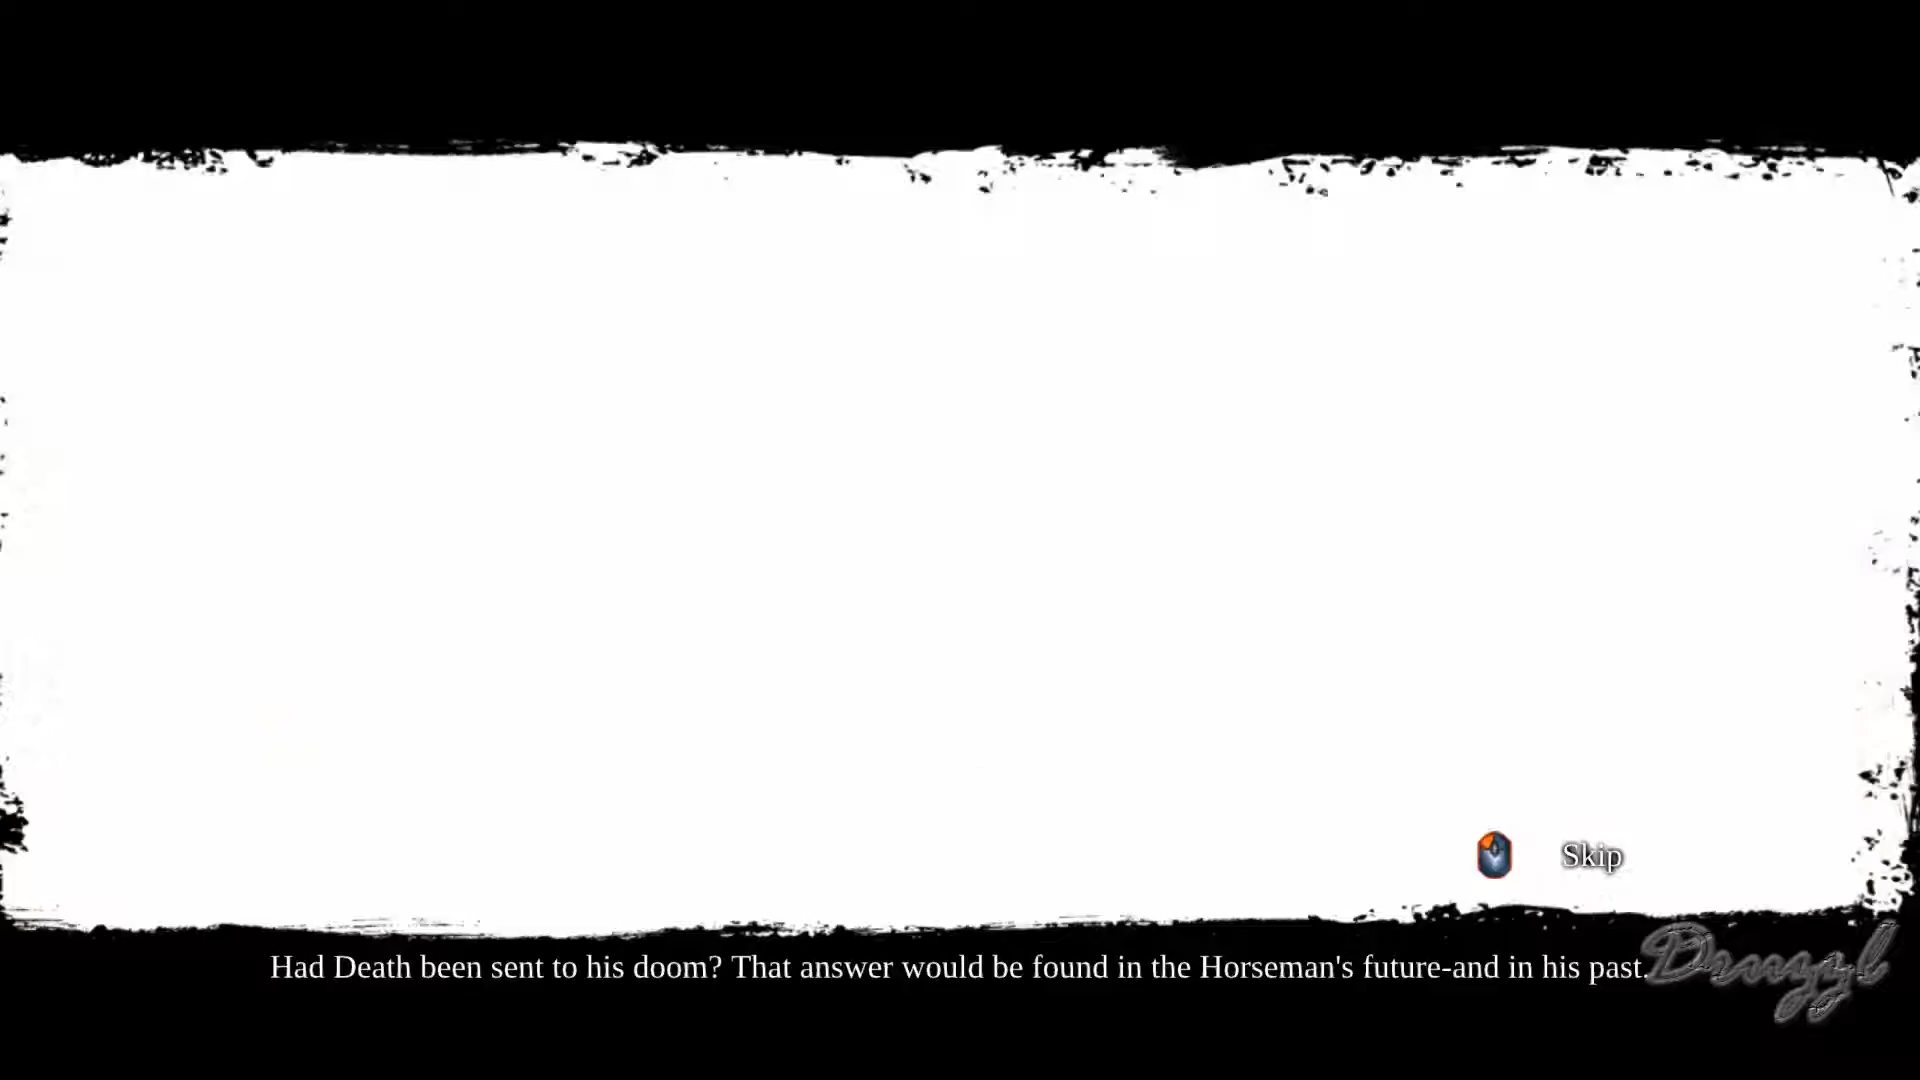 Skip
Had Death been sent to his doom? That answer would be found in the Horseman's future-and in his past.